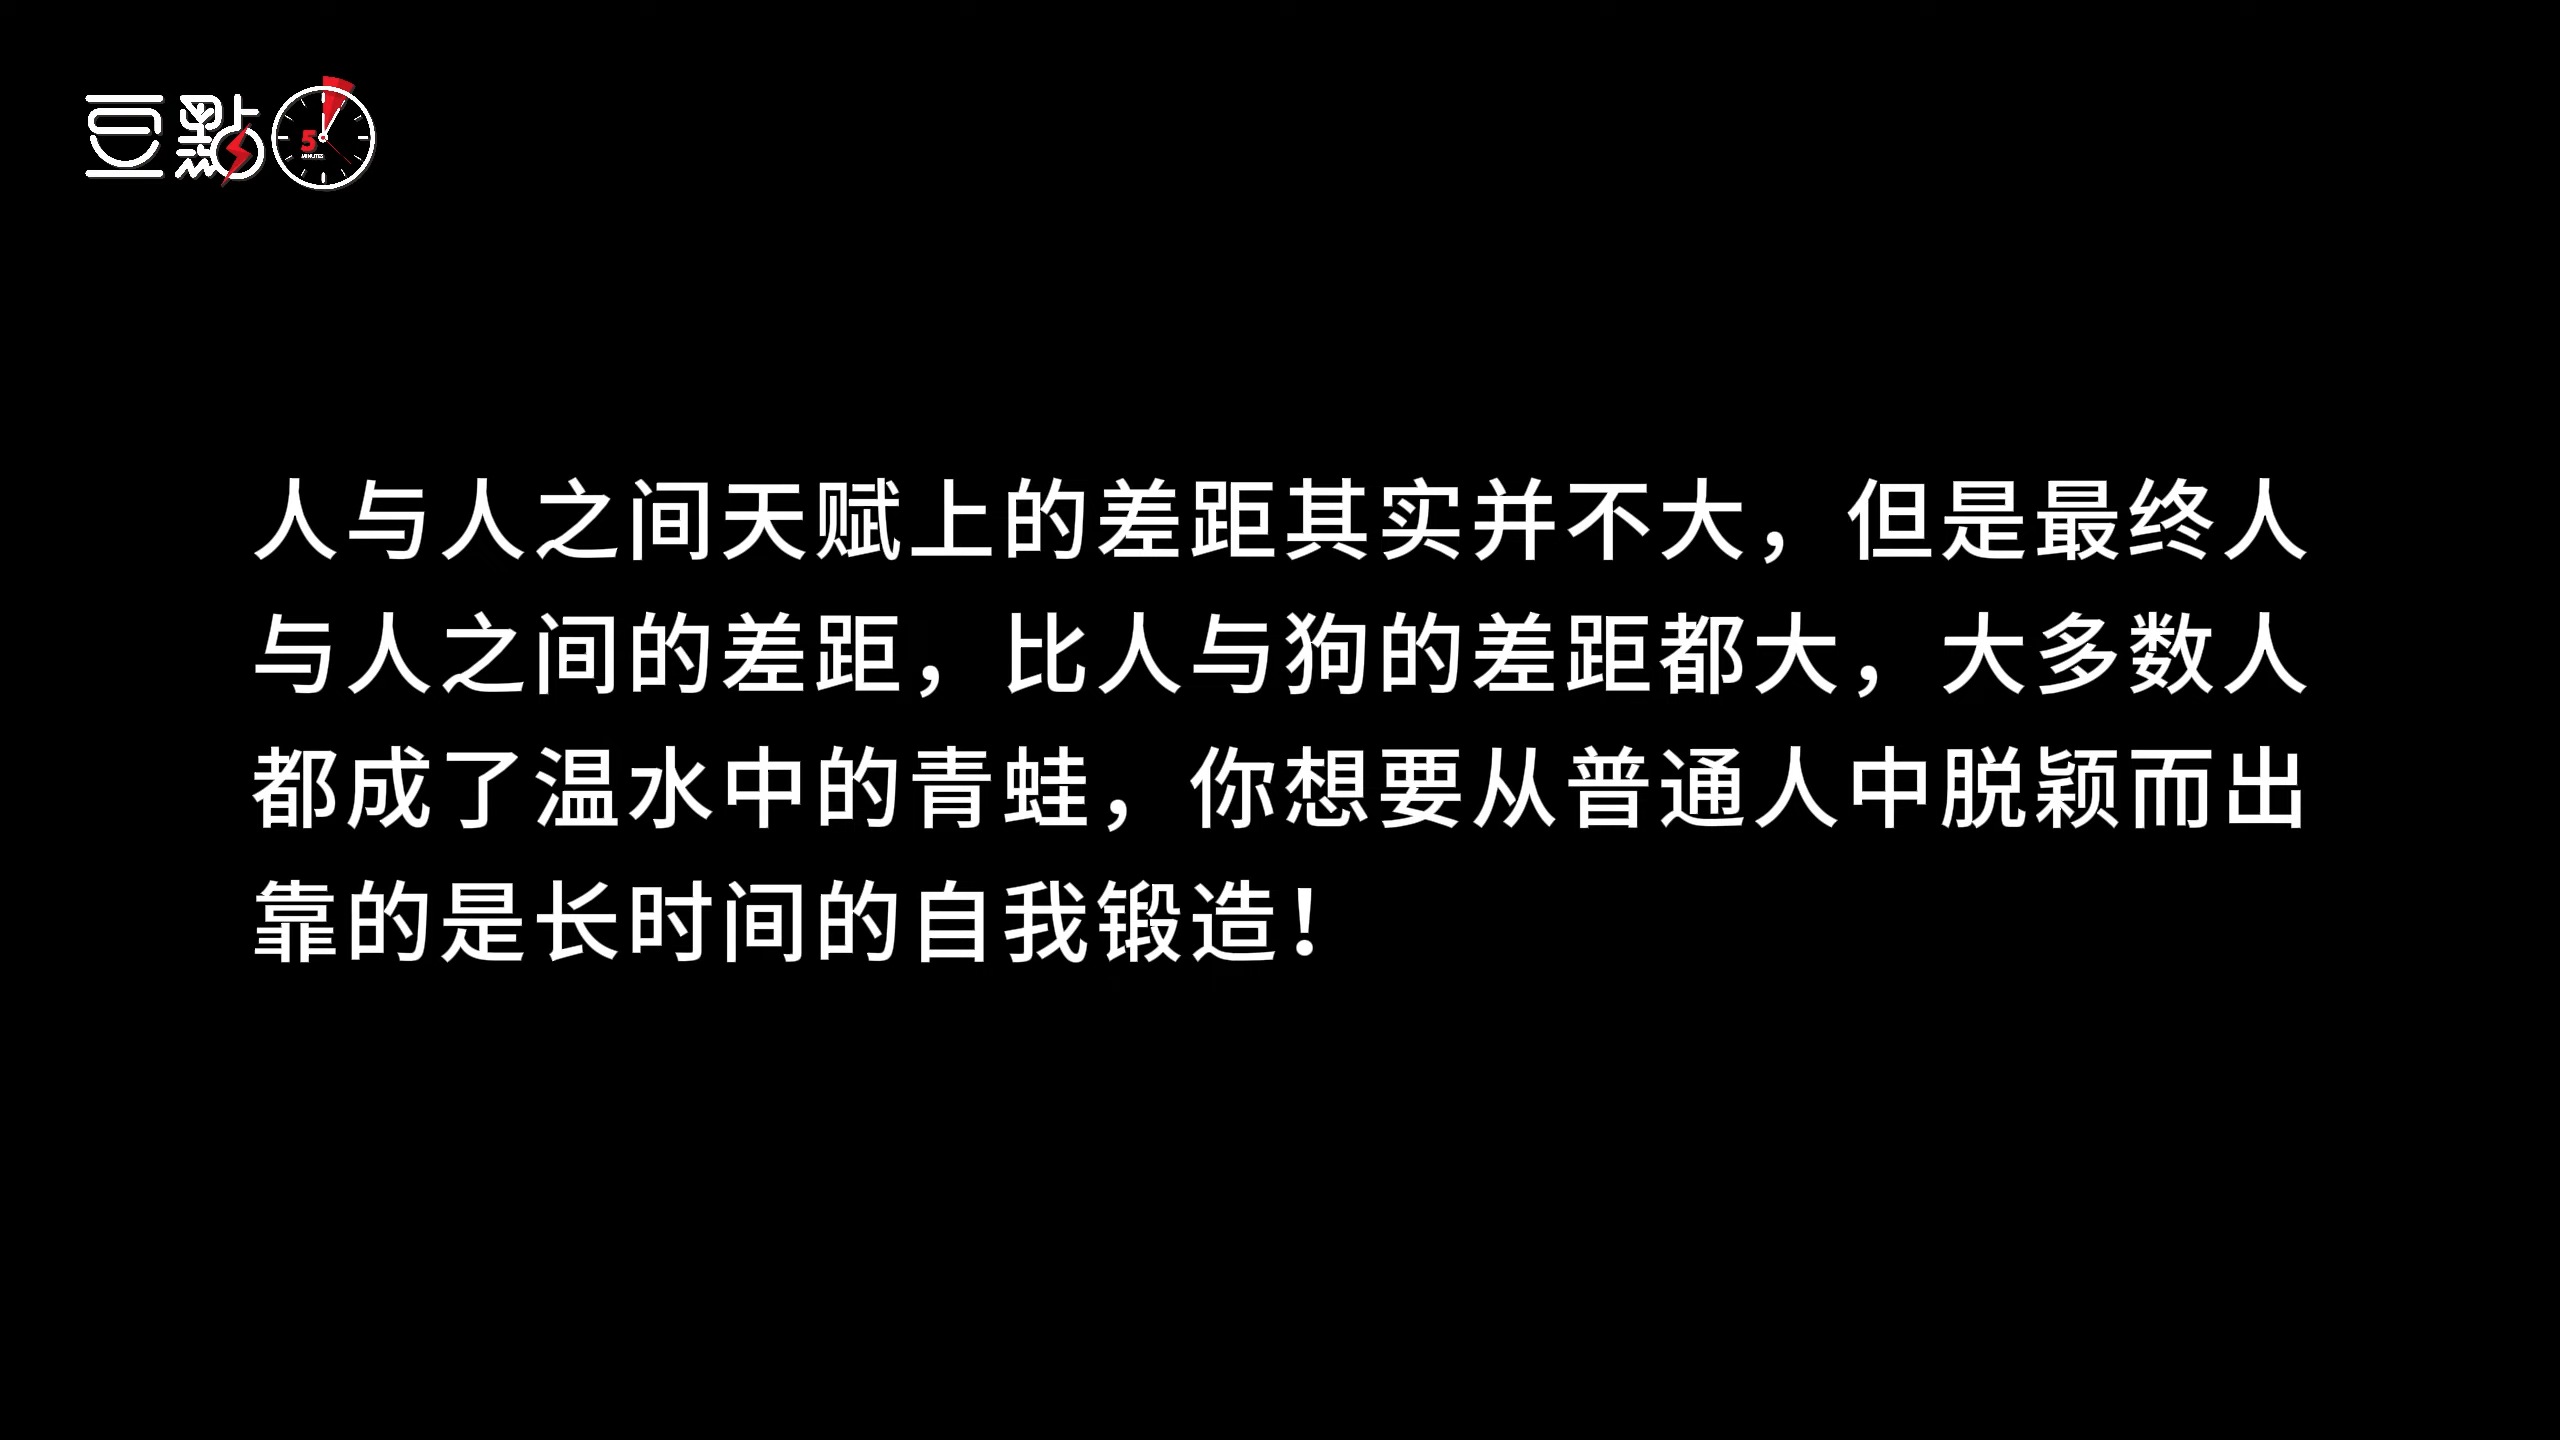 豆點
5
MINUTES
人与人之间天赋上的差距其实并不大，但是最终人
与人之间的差距，比人与狗的差距都大，大多数人
都成了温水中的青蛙，你想要从普通人中脱颖而出
靠的是长时间的自我锻造！